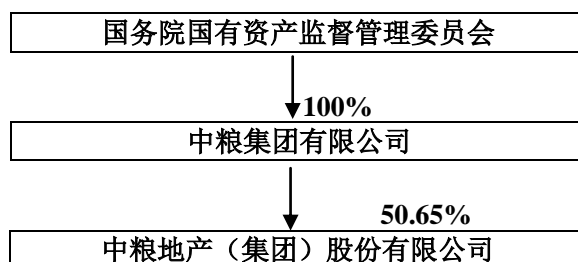 国务院国有资产监督管理委员会
100%
中粮集团有限公司
50.65%
中粮地产（集团）股份有限公司